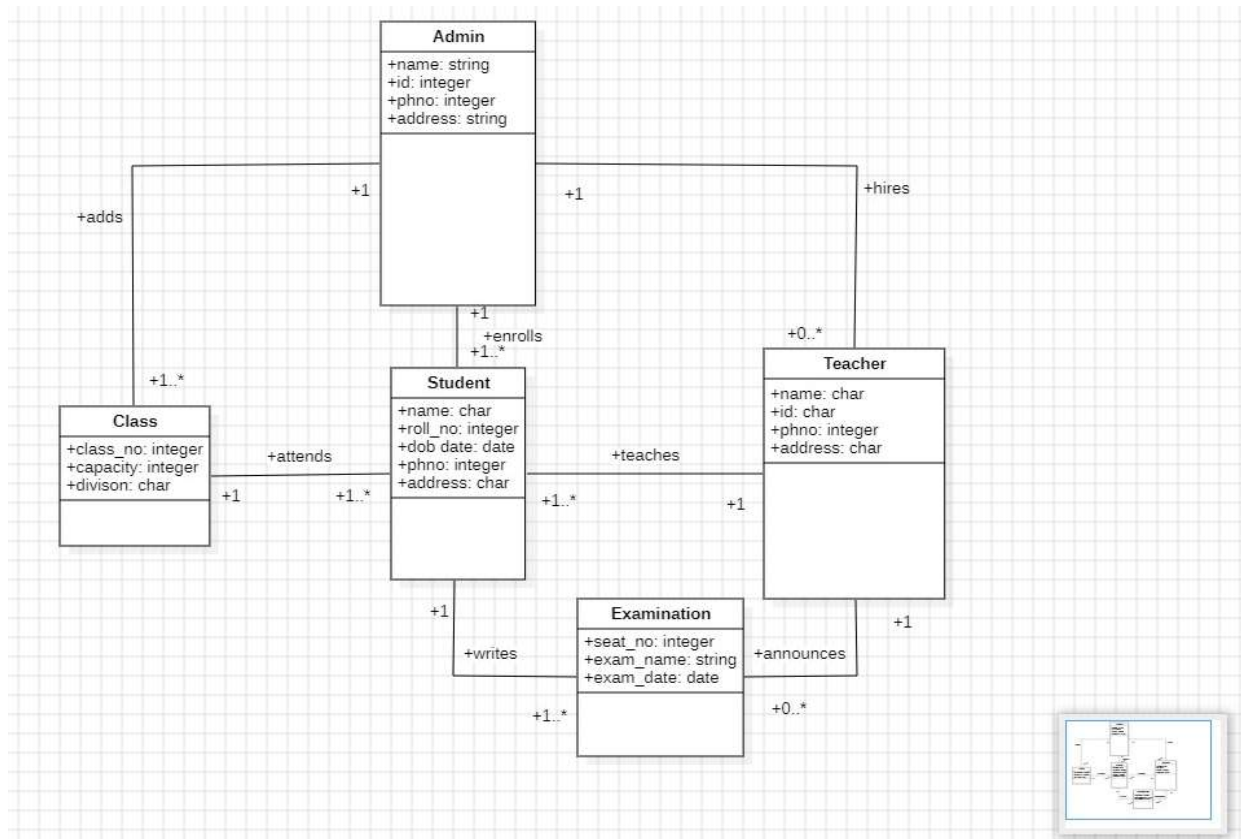 Admin
+name: string
+id: integer
+phno: integer
+address: string
+1
+1
+hires
+adds
+1
+enrolls
+1..*
+0..*
+1..*
Class
+class_no: integer
+capacity: integer
+divison: char
Student
+name: char
+roll_no: integer
+dob date: date
+phno: integer
+address: char
Teacher
+name: char
+id: char
+phno: integer
+address: char
+attends
+1
+1..*
+teaches
+1..*
+1
+1
+writes
+1..*
Examination
+seat_no: integer
+exam_name: string
+exam_date: date
+announces
+1
+0..*